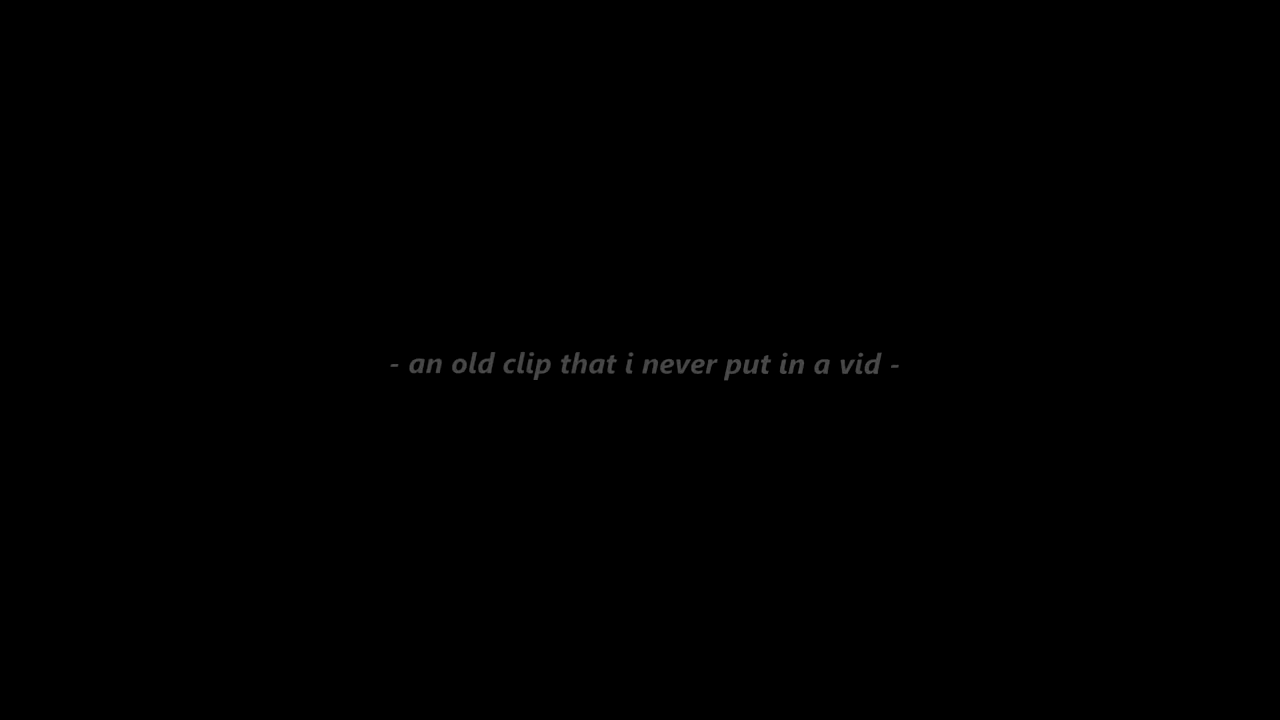 - an old clip that i never put in a vid -